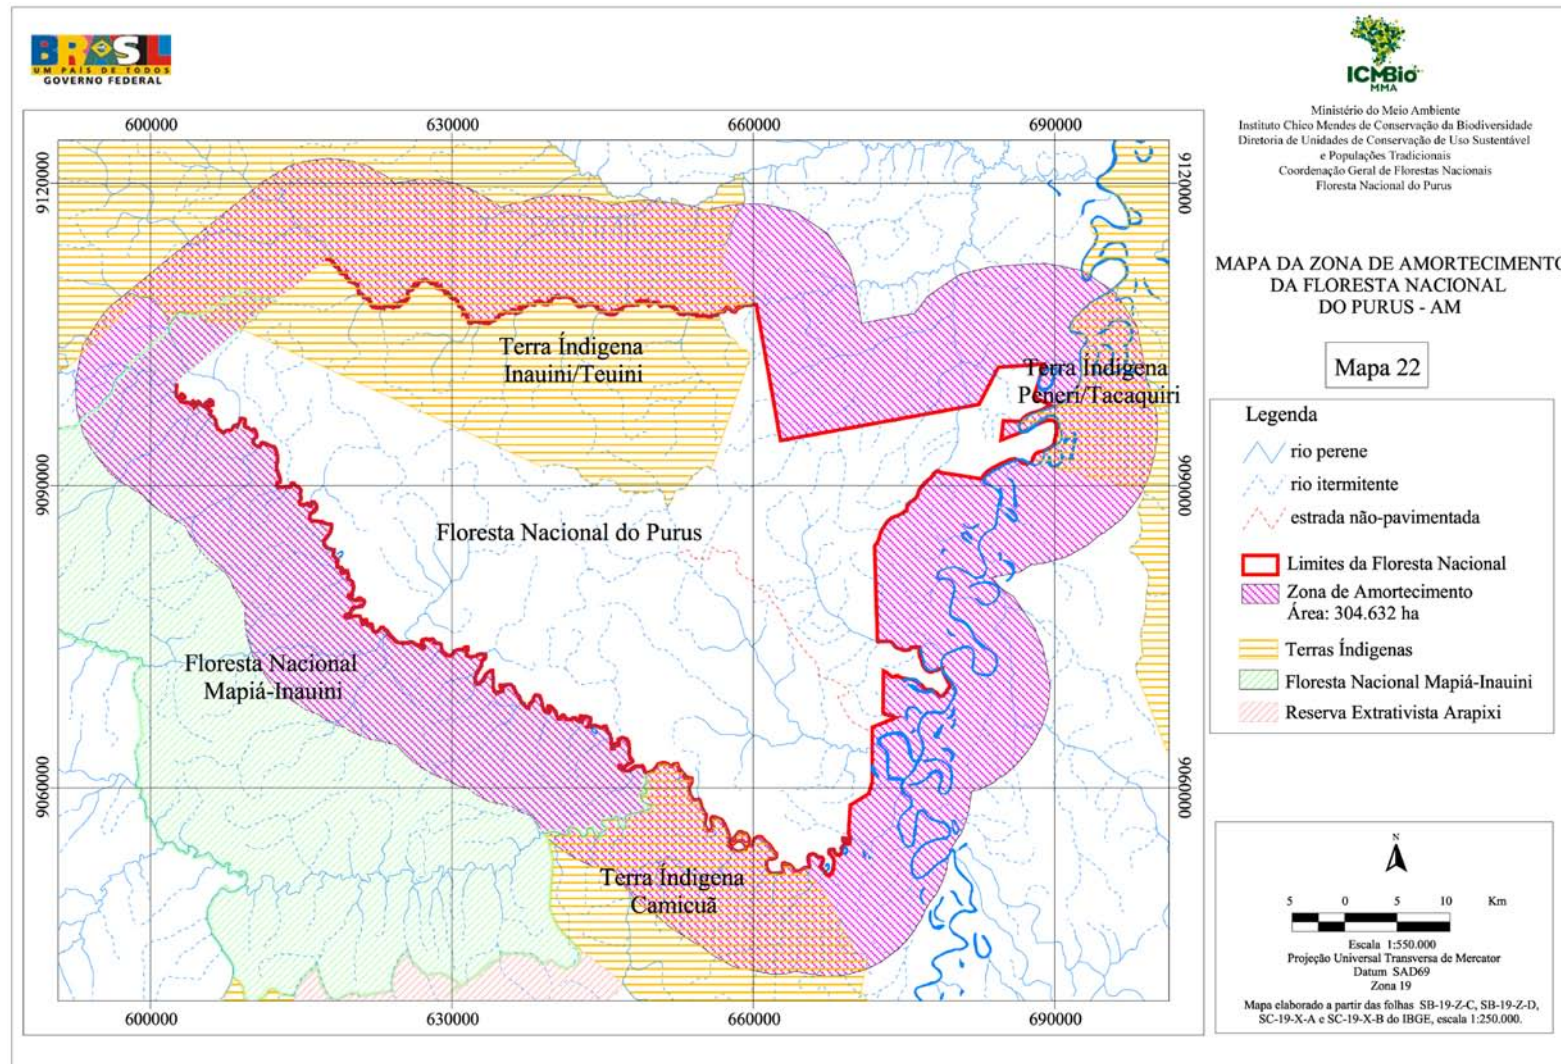 BRASIL
UM PAÍS DE TODOS
GOVERNO FEDERAL
ICMBio
MMA
Ministério do Meio Ambiente
Instituto Chico Mendes de Conservação da Biodiversidade
Diretoria de Unidades de Conservação de Uso Sustentável
e Populações Tradicionais
Coordenação Geral de Florestas Nacionais
Floresta Nacional do Purus
MAPA DA ZONA DE AMORTECIMENTO
DA FLORESTA NACIONAL
DO PURUS - AM
Mapa 22
600000
630000
660000
690000
9120000
9120000
9090000
9090000
9060000
9060000
Terra Índigena
Inauini/Teuini
Terra Índigena
Peneri/Tacaquiri
Floresta Nacional do Purus
Floresta Nacional
Mapiá-Inauini
Terra Índigena
Camicuã
600000
630000
660000
690000
Legenda
rio perene
rio itermitente
estrada não-pavimentada
Limites da Floresta Nacional
Zona de Amortecimento
Área: 304.632 ha
Terras Índigenas
Floresta Nacional Mapiá-Inauini
Reserva Extrativista Arapixi
N
5 0 5 10 Km
Escala 1:550.000
Projeção Universal Transversa de Mercator
Datum SAD69
Zona 19
Mapa elaborado a partir das folhas SB-19-Z-C, SB-19-Z-D,
SC-19-X-A e SC-19-X-B do IBGE, escala 1:250.000.